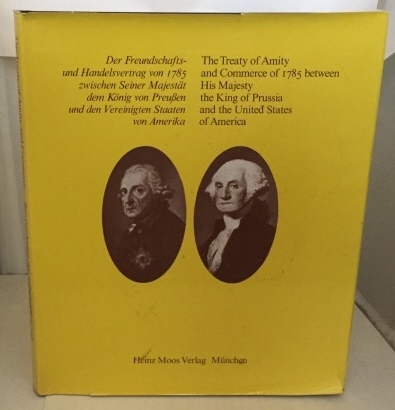 Der Freundschafts-
und Handelsvertrag von 1785
zwischen Seiner Majestät
dem König von Preußen
und den Vereinigten Staaten
von Amerika
The Treaty of Amity
and Commerce of 1785 between
His Majesty
the King of Prussia
and the United States
of America
Heinz Moos Verlag München